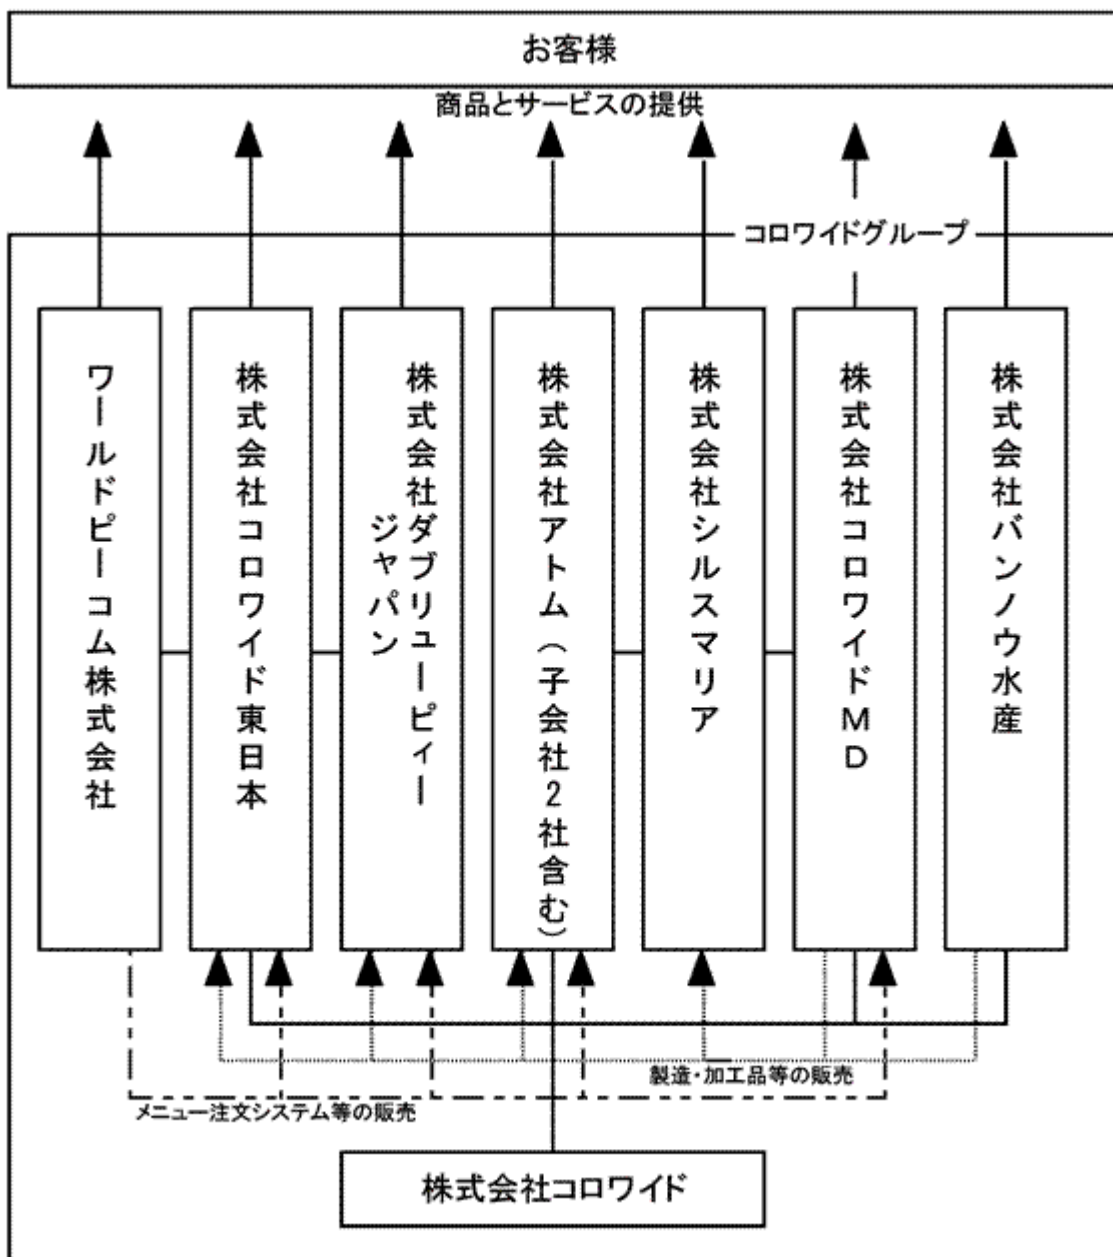 お客様
商品とサービスの提供
コロワイドグループ
ワールドピーコム株式会社
株式会社コロワイド東日本
株式会社ダブリューピィー
ジャパン
株式会社アトム(子会社2社含む)
株式会社シルスマリア
株式会社コロワイドMD
株式会社バンノウ水産
製造・加工品等の販売
メニュー注文システム等の販売
株式会社コロワイド